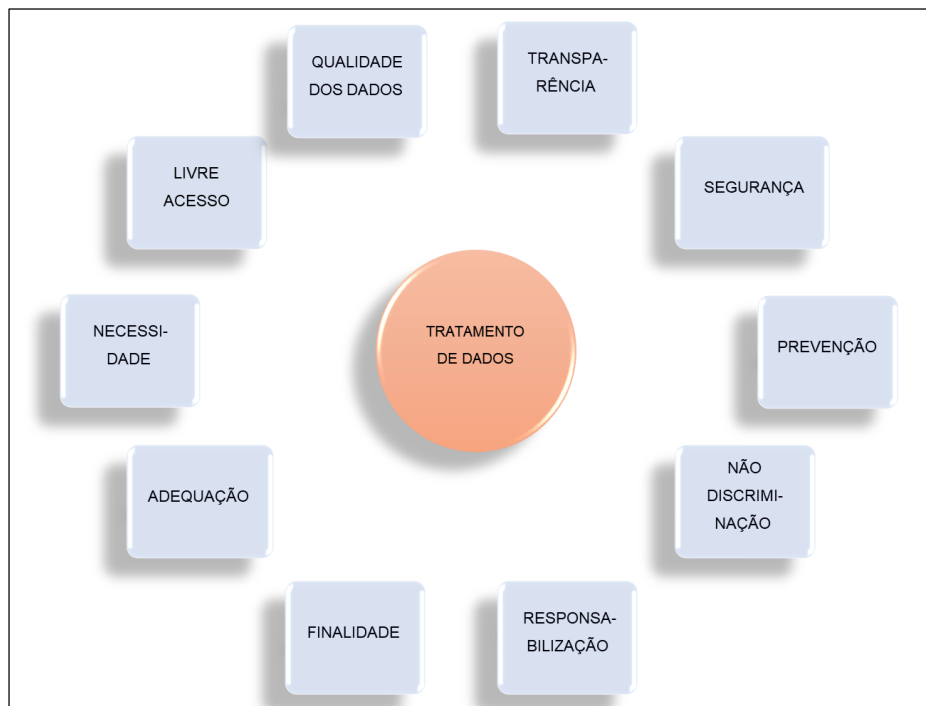 QUALIDADE
DOS DADOS
TRANSPA-
RÊNCIA
LIVRE
ACESSO
SEGURANÇA
NECESSI-
DADE
TRATAMENTO
DE DADOS
PREVENÇÃO
ADEQUAÇÃO
NÃO
DISCRIMI-
NAÇÃO
FINALIDADE
RESPONSA-
BILIZAÇÃO